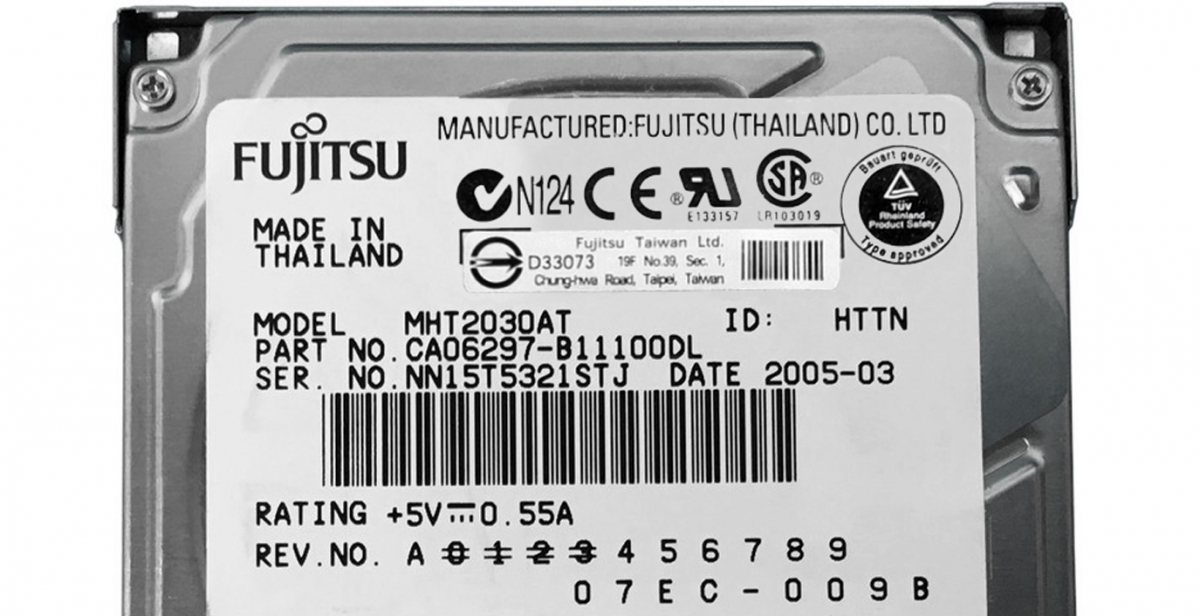 FUJITSU
MANUFACTURED:FUJITSU (THAILAND) CO. LTD
MADE IN
THAILAND
N124 CE ® RU ®
E133157 LR103019
Bauart geprüft
TÜV
Rheinland
Product Safety
Type approved
Fujitsu Taiwan Ltd.
D33073 19F No.39, Sec. 1,
Chung-hwa Road, Taipei, Taiwan
MODEL MHT2030AT ID: HTTN
PART NO.CA06297-B11100DL
SER. NO.NN15T5321STJ DATE 2005-03
RATING +5V⎓0.55A
REV.NO. A 0 1 2 3 4 5 6 7 8 9
07EC-009B